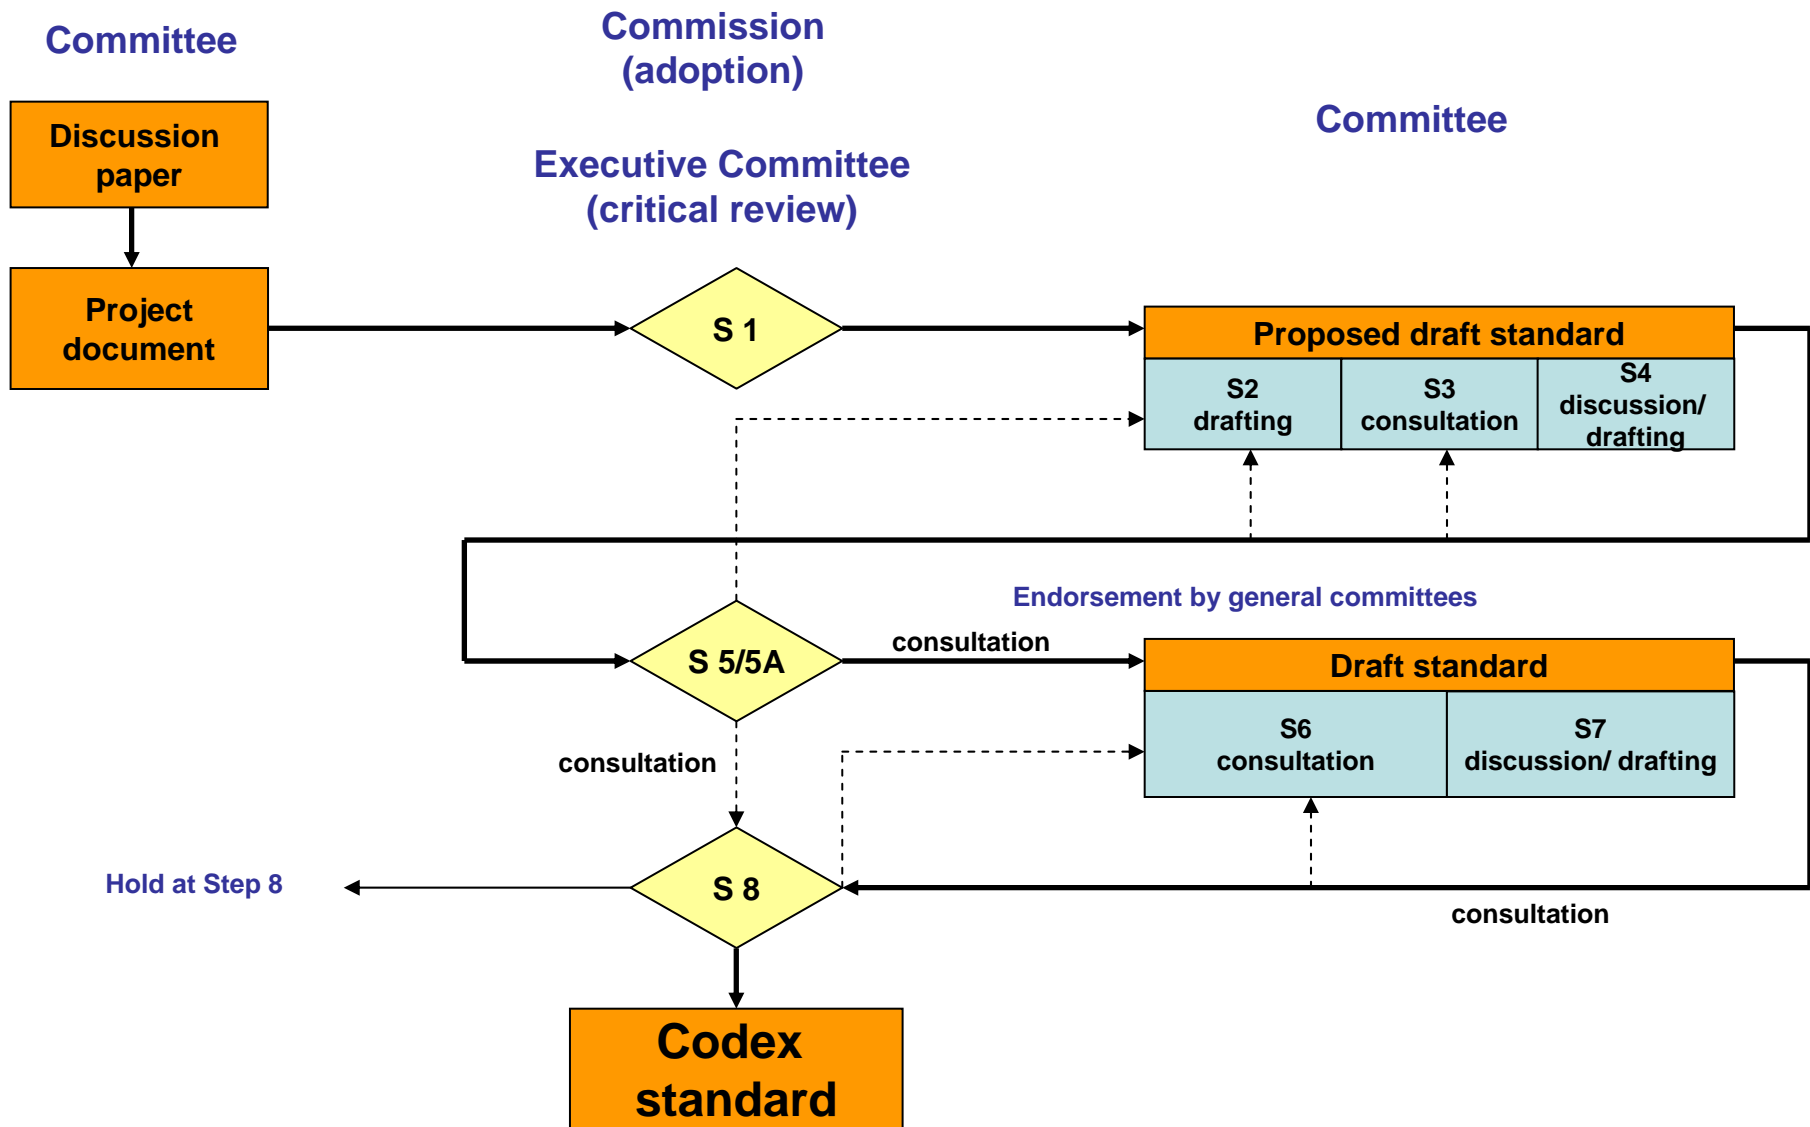 Committee
Commission
(adoption)
Committee
Discussion
paper
Executive Committee
(critical review)
Project
document
S 1
Proposed draft standard
S2
drafting
S3
consultation
S4
discussion/
drafting
Endorsement by general committees
S 5/5A
consultation
Draft standard
S6
consultation
S7
discussion/ drafting
consultation
Hold at Step 8
S 8
consultation
Codex
standard